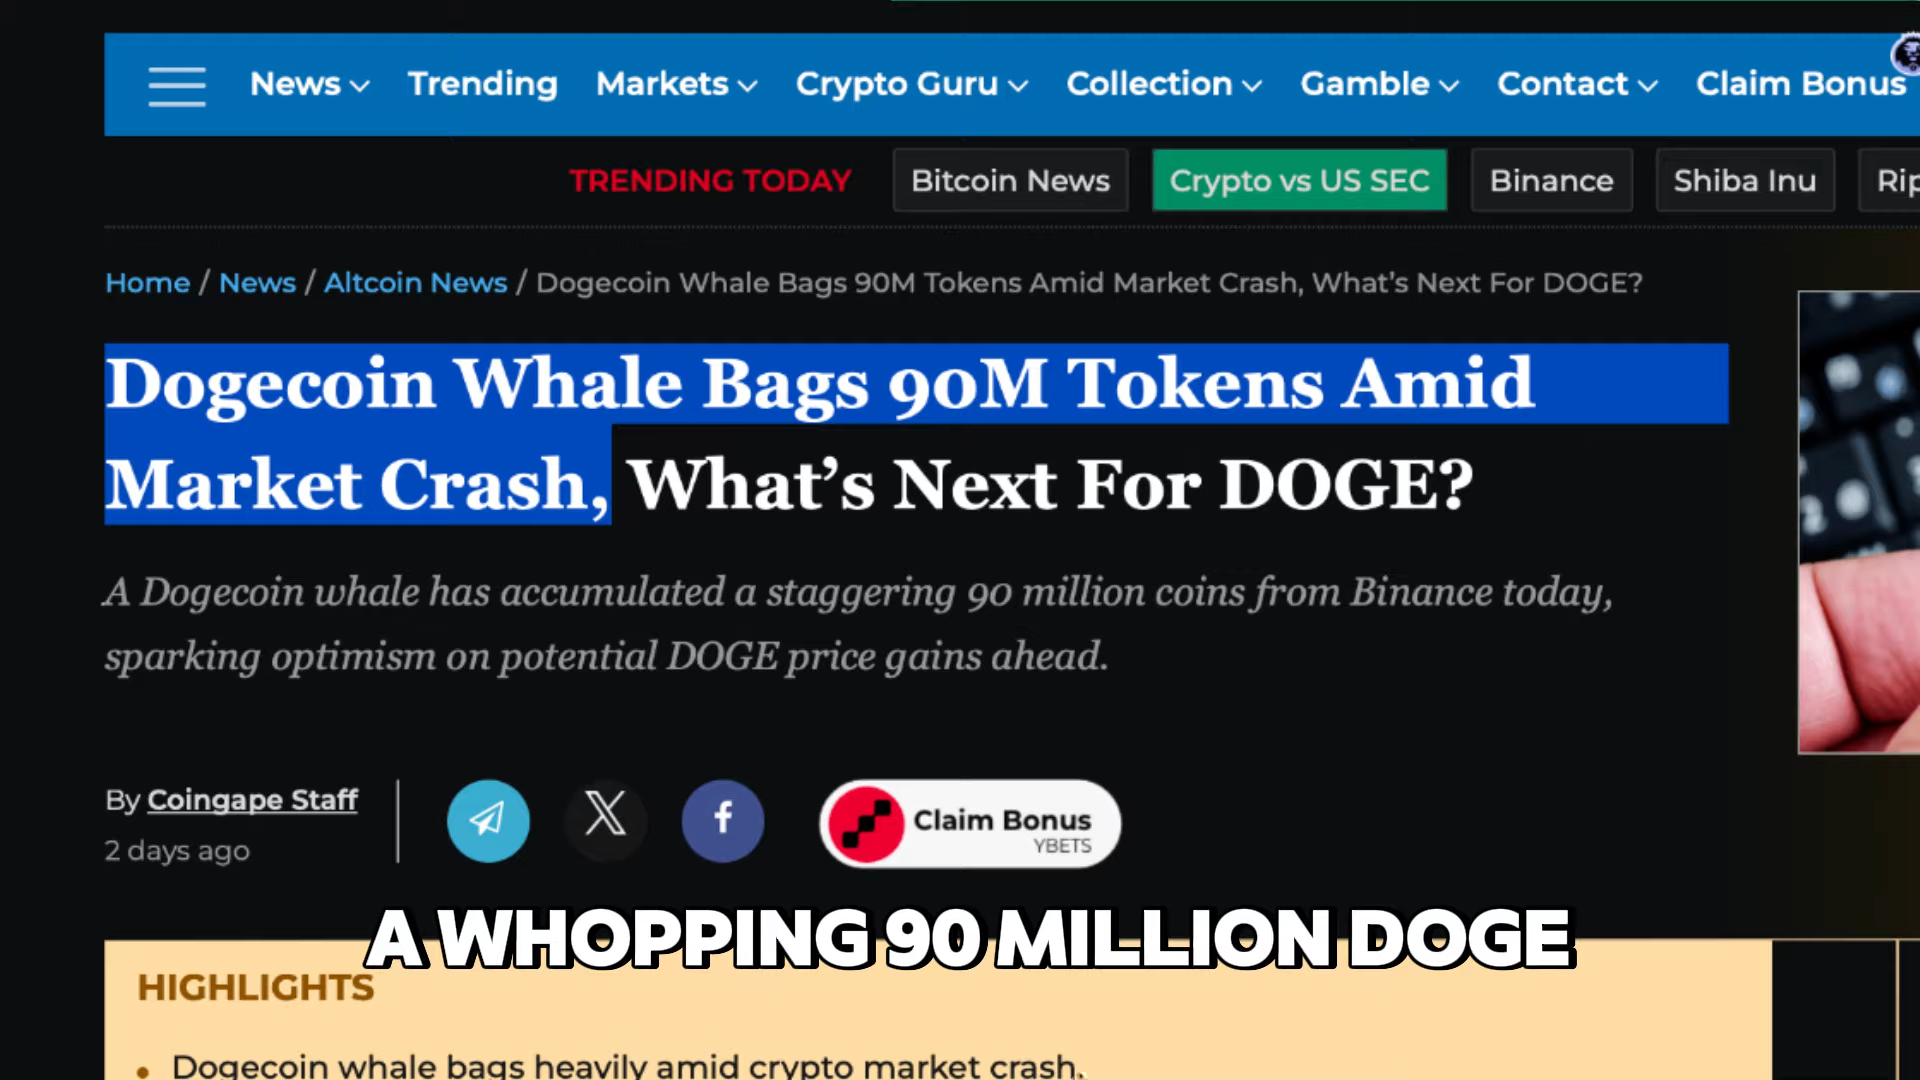 News Trending Markets Crypto Guru Collection Gamble Contact Claim Bonus
TRENDING TODAY Bitcoin News Crypto vs US SEC Binance Shiba Inu
Home / News / Altcoin News / Dogecoin Whale Bags 90M Tokens Amid Market Crash, What's Next For DOGE?
Dogecoin Whale Bags 90M Tokens Amid
Market Crash, What's Next For DOGE?
A Dogecoin whale has accumulated a staggering 90 million coins from Binance today,
sparking optimism on potential DOGE price gains ahead.
By Coingape Staff
2 days ago
Claim Bonus
YBETS
A WHOPPING 90 MILLION DOGE
HIGHLIGHTS
• Dogecoin whale bags heavily amid crypto market crash.